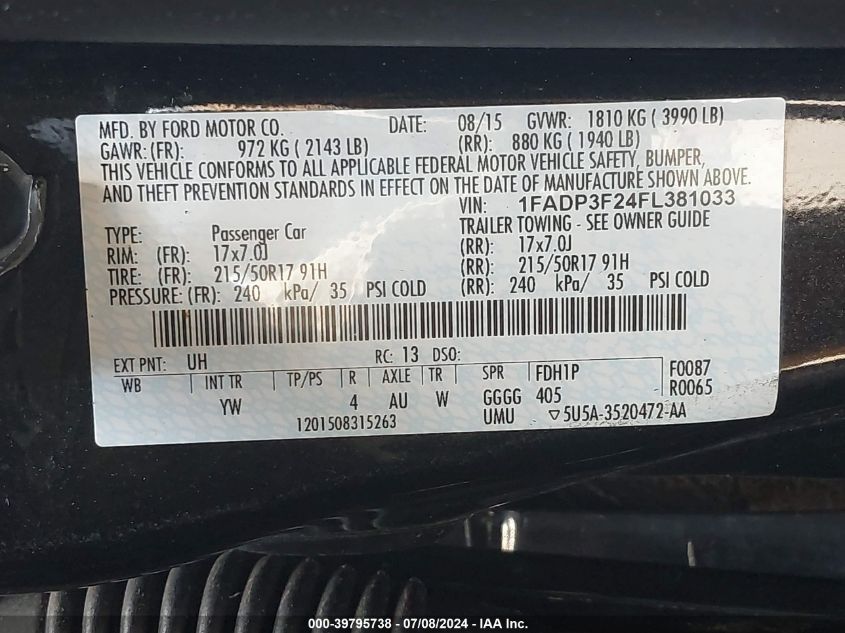 MFD. BY FORD MOTOR CO. DATE: 08/15 GVWR: 1810 KG ( 3990 LB)
GAWR: (FR): 972 KG ( 2143 LB) (RR): 880 KG ( 1940 LB)
THIS VEHICLE CONFORMS TO ALL APPLICABLE FEDERAL MOTOR VEHICLE SAFETY, BUMPER,
AND THEFT PREVENTION STANDARDS IN EFFECT ON THE DATE OF MANUFACTURE SHOWN ABOVE.
VIN: 1FADP3F24FL381033
TYPE: Passenger Car TRAILER TOWING - SEE OWNER GUIDE
RIM: (FR): 17x7.0J (RR): 17x7.0J
TIRE: (FR): 215/50R17 91H (RR): 215/50R17 91H
PRESSURE: (FR): 240 kPa/ 35 PSI COLD (RR): 240 kPa/ 35 PSI COLD
EXT PNT: UH RC: 13 DSO:
WB INT TR TP/PS R AXLE TR SPR FDH1P F0087
YW 4 AU W GGGG 405 R0065
1201508315263 UMU ▽5U5A-3520472-AA
000-39795738 - 07/08/2024 - IAA Inc.